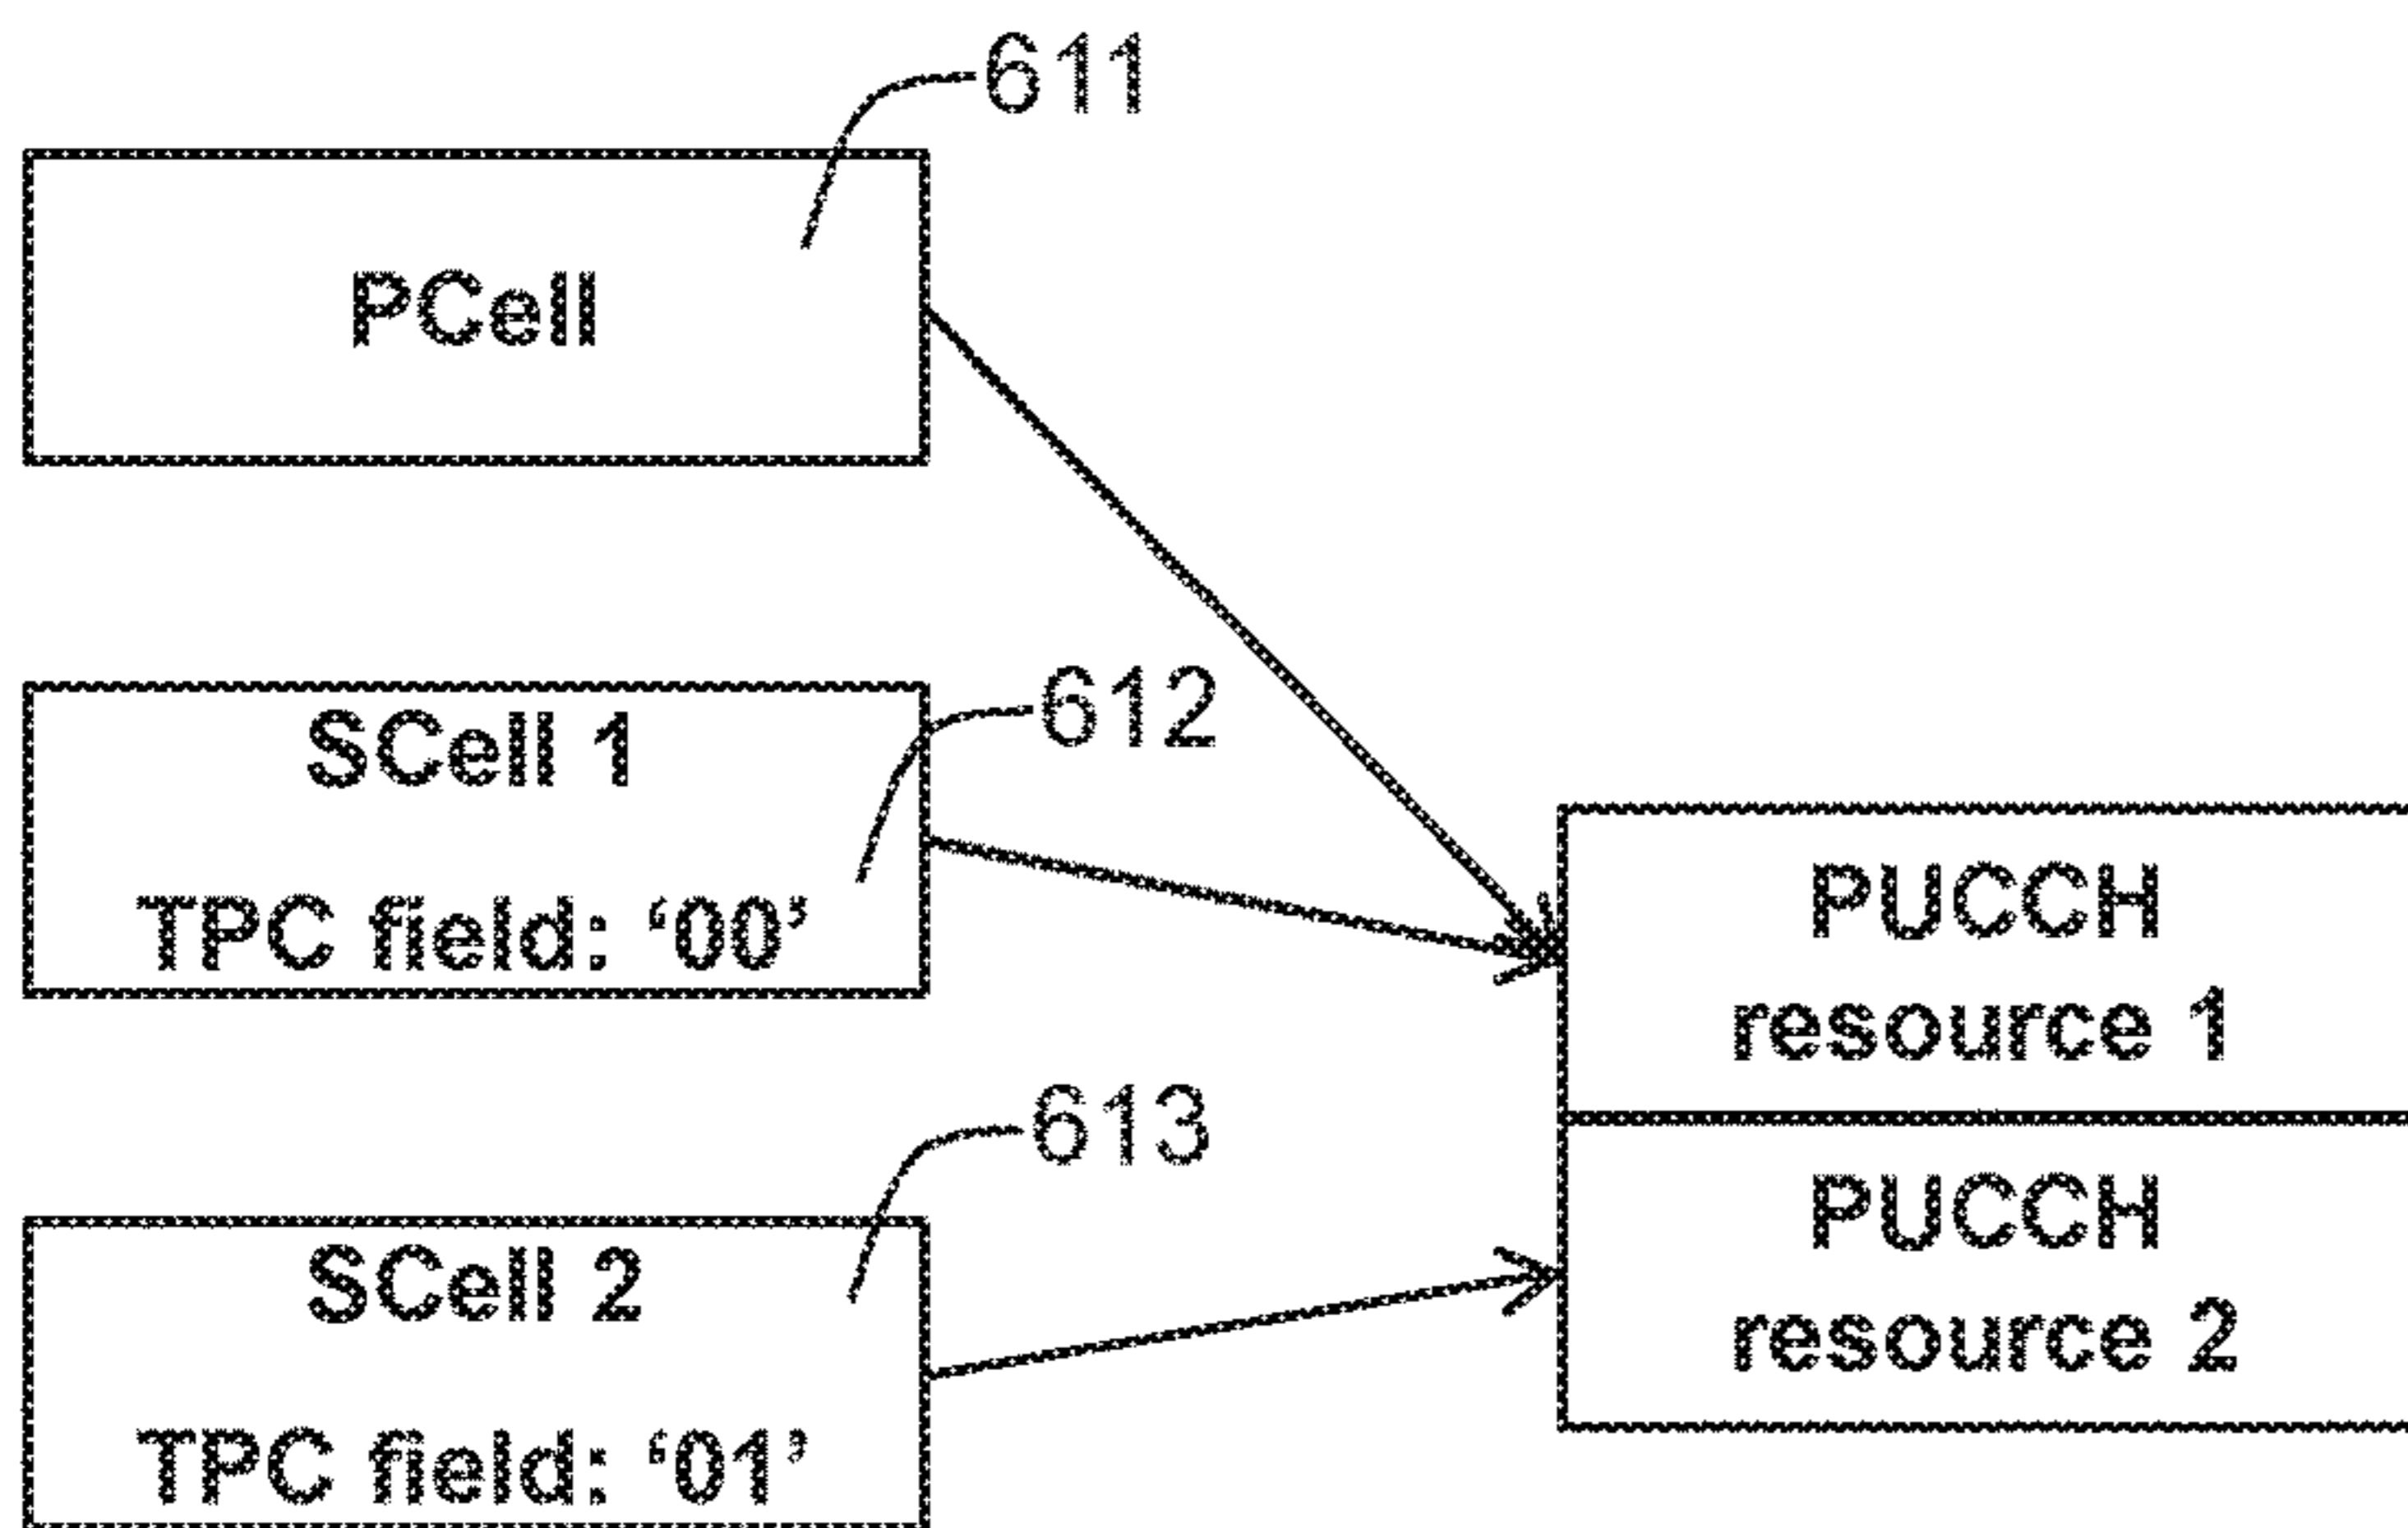 611
PCell
SCell 1
612
TPC field: ‘00’
613
SCell 2
TPC field: ‘01’
PUCCH
resource 1
PUCCH
resource 2